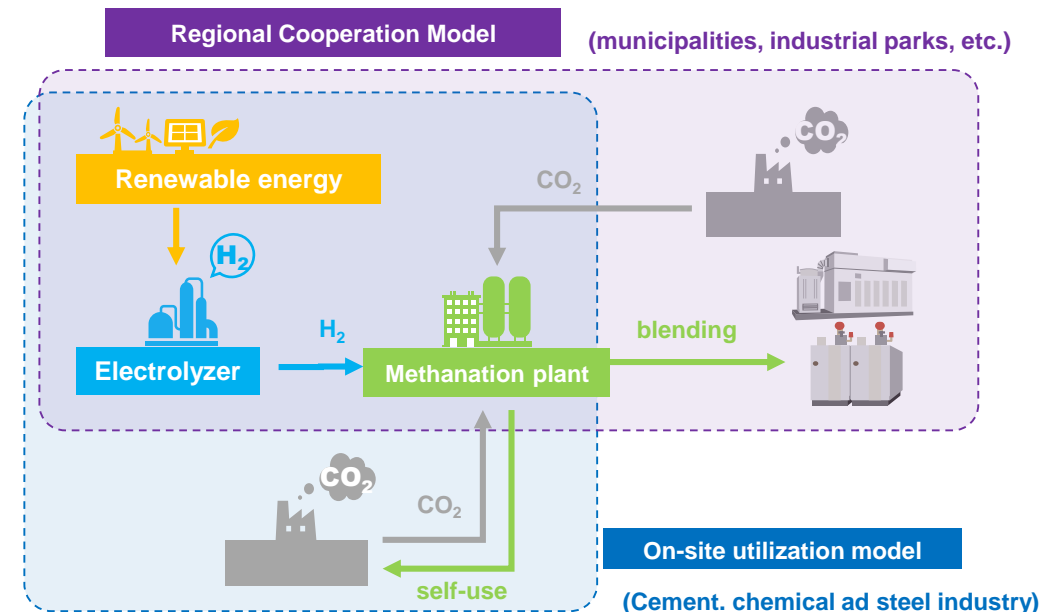 Regional Cooperation Model
(municipalities, industrial parks, etc.)
CO₂
Renewable energy
CO₂
H₂
H₂
blending
Electrolyzer
Methanation plant
CO₂
CO₂
On-site utilization model
self-use
(Cement. chemical ad steel industry)